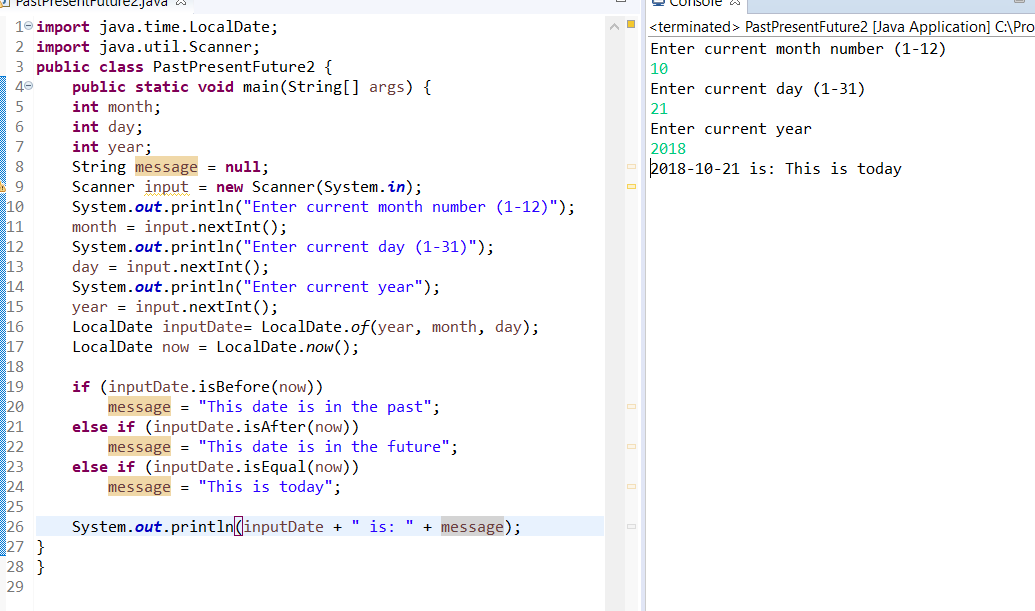 PastPresentFuture2.java
1 import java.time.LocalDate;
2 import java.util.Scanner;
3 public class PastPresentFuture2 {
4     public static void main(String[] args) {
5     int month;
6     int day;
7     int year;
8     String message = null;
9     Scanner input = new Scanner(System.in);
10     System.out.println("Enter current month number (1-12)");
11     month = input.nextInt();
12     System.out.println("Enter current day (1-31)");
13     day = input.nextInt();
14     System.out.println("Enter current year");
15     year = input.nextInt();
16     LocalDate inputDate= LocalDate.of(year, month, day);
17     LocalDate now = LocalDate.now();
18
19     if (inputDate.isBefore(now))
20         message = "This date is in the past";
21     else if (inputDate.isAfter(now))
22         message = "This date is in the future";
23     else if (inputDate.isEqual(now))
24         message = "This is today";
25
26     System.out.println(inputDate + " is: " + message);
27 }
28 }
29
Console
<terminated> PastPresentFuture2 [Java Application] C:\Pro
Enter current month number (1-12)
10
Enter current day (1-31)
21
Enter current year
2018
2018-10-21 is: This is today